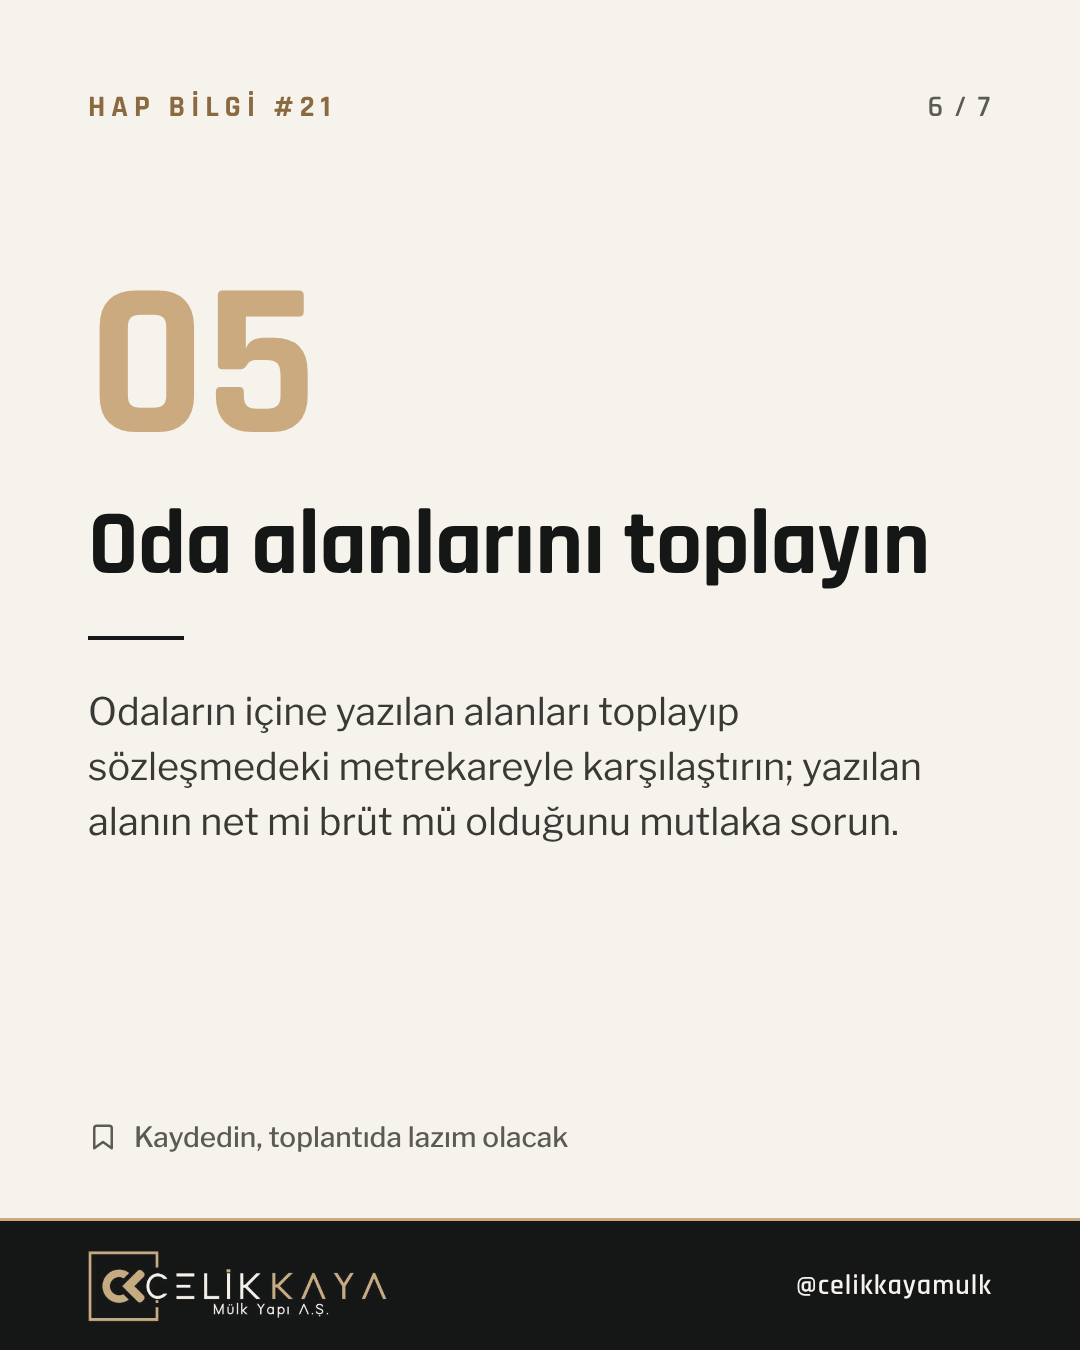 HAP BİLGİ #21
6 / 7
05
Oda alanlarını toplayın
Odaların içine yazılan alanları toplayıp
sözleşmedeki metrekareyle karşılaştırın; yazılan
alanın net mi brüt mü olduğunu mutlaka sorun.
Kaydedin, toplantıda lazım olacak
CK ÇELİKKAYA
Mülk Yapı A.Ş.
@celikkayamulk